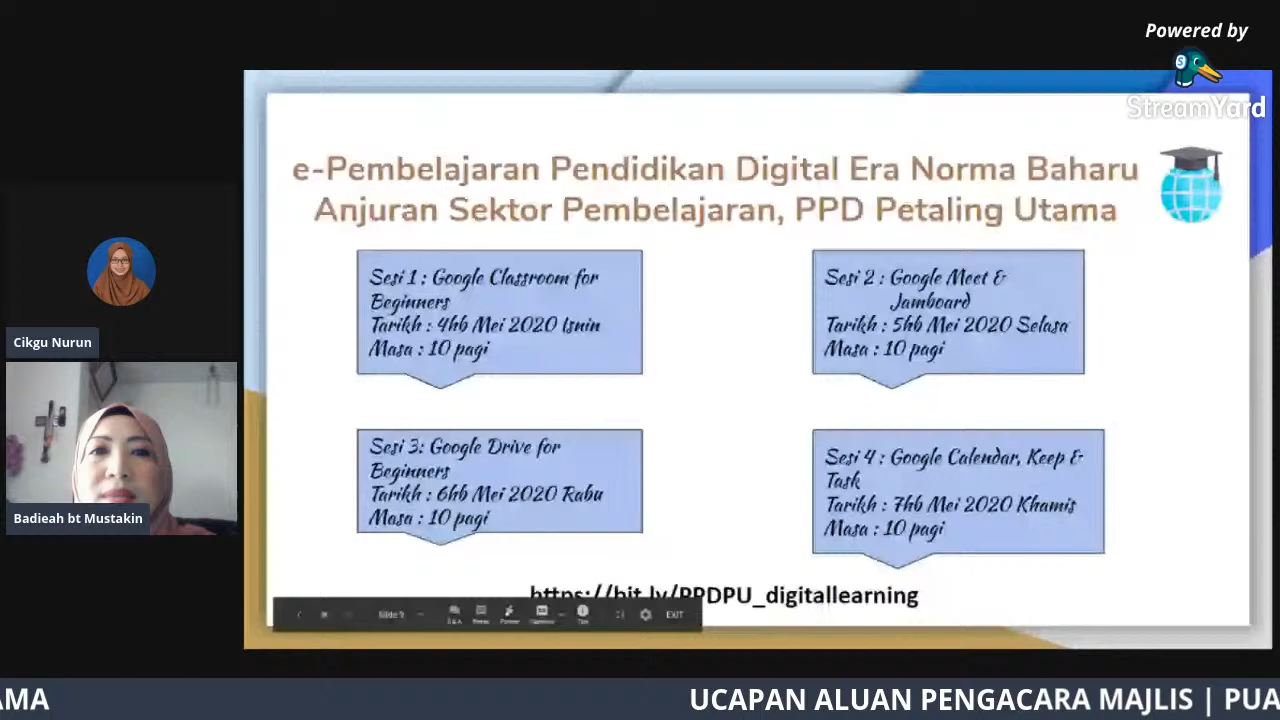 Powered by
StreamYard
e-Pembelajaran Pendidikan Digital Era Norma Baharu
Anjuran Sektor Pembelajaran, PPD Petaling Utama
Sesi 1 : Google Classroom for
Beginners
Tarikh : 4hb Mei 2020 Isnin
Masa : 10 pagi
Sesi 2 : Google Meet &
Jamboard
Tarikh : 5hb Mei 2020 Selasa
Masa : 10 pagi
Sesi 3: Google Drive for
Beginners
Tarikh : 6hb Mei 2020 Rabu
Masa : 10 pagi
Sesi 4 : Google Calendar, Keep &
Task
Tarikh : 7hb Mei 2020 Khamis
Masa : 10 pagi
https://bit.ly/PPDPU_digitallearning
Slide 9
Q&A
EXIT
Cikgu Nurun
Badieah bt Mustakin
AMA
UCAPAN ALUAN PENGACARA MAJLIS | PUA